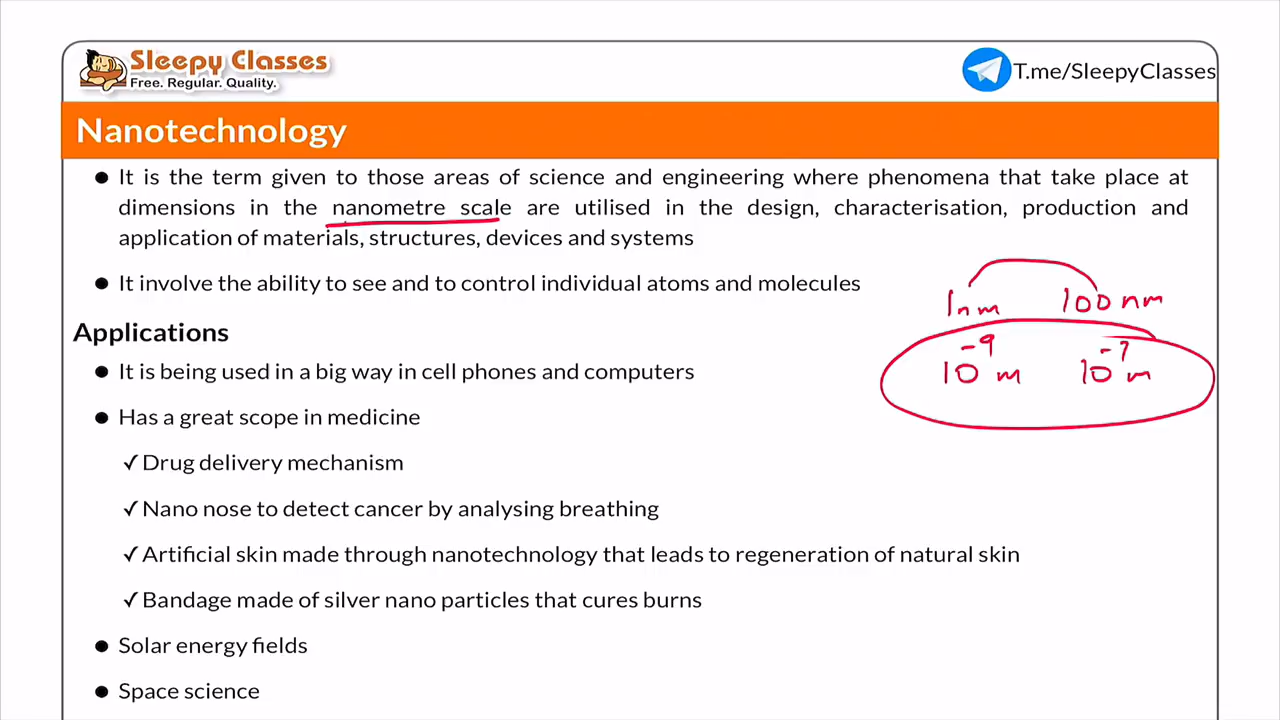 Sleepy Classes
Free. Regular. Quality.
T.me/SleepyClasses
Nanotechnology
● It is the term given to those areas of science and engineering where phenomena that take place at
dimensions in the nanometre scale are utilised in the design, characterisation, production and
application of materials, structures, devices and systems
● It involve the ability to see and to control individual atoms and molecules
1nm 100nm
10⁻⁹ m 10⁻⁷ m
Applications
● It is being used in a big way in cell phones and computers
● Has a great scope in medicine
✓ Drug delivery mechanism
✓ Nano nose to detect cancer by analysing breathing
✓ Artificial skin made through nanotechnology that leads to regeneration of natural skin
✓ Bandage made of silver nano particles that cures burns
● Solar energy fields
● Space science